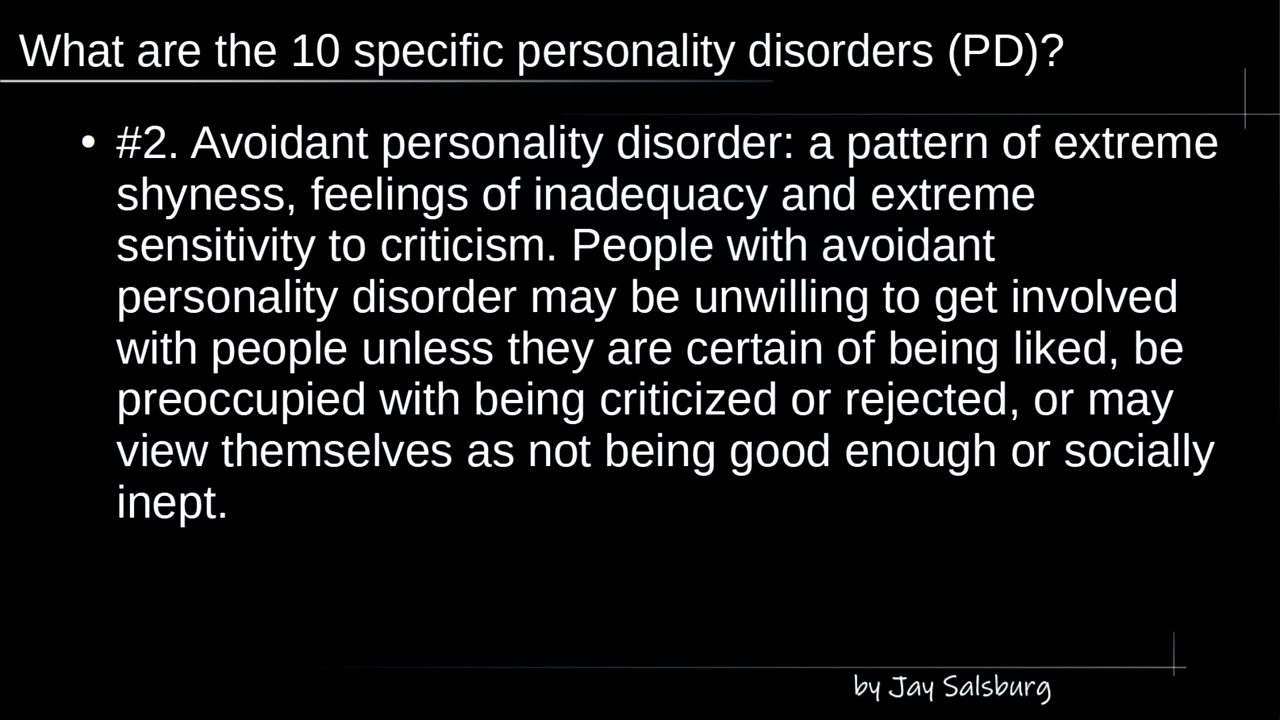 What are the 10 specific personality disorders (PD)?
• #2. Avoidant personality disorder: a pattern of extreme
shyness, feelings of inadequacy and extreme
sensitivity to criticism. People with avoidant
personality disorder may be unwilling to get involved
with people unless they are certain of being liked, be
preoccupied with being criticized or rejected, or may
view themselves as not being good enough or socially
inept.
by Jay Salsburg